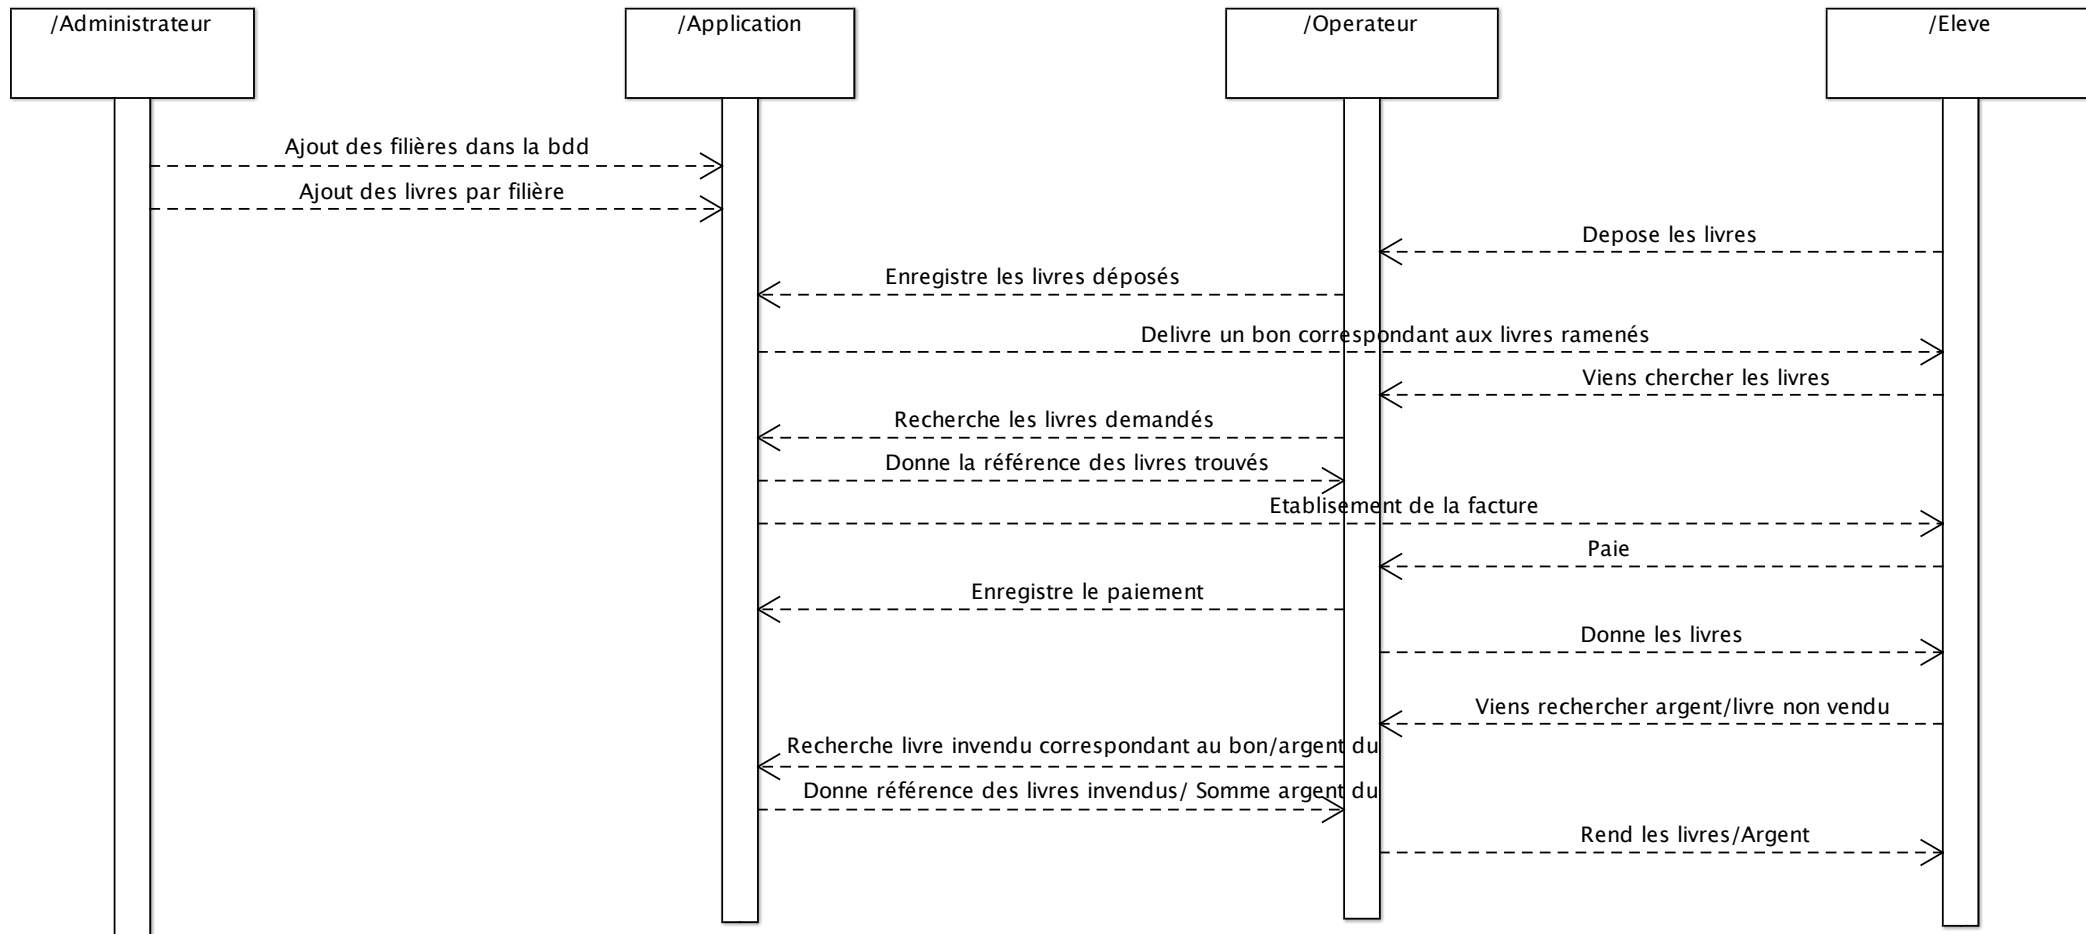 /Administrateur
/Application
/Operateur
/Eleve
Ajout des filières dans la bdd
Ajout des livres par filière
Depose les livres
Enregistre les livres déposés
Delivre un bon correspondant aux livres ramenés
Viens chercher les livres
Recherche les livres demandés
Donne la référence des livres trouvés
Etablisement de la facture
Paie
Enregistre le paiement
Donne les livres
Viens rechercher argent/livre non vendu
Recherche livre invendu correspondant au bon/argent du
Donne référence des livres invendus/ Somme argent du
Rend les livres/Argent